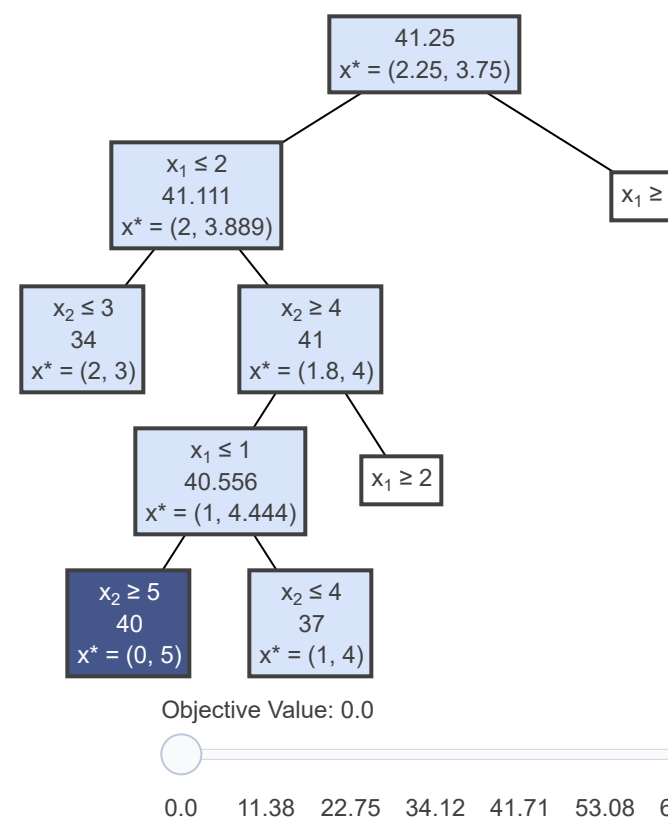 41.25
x* = (2.25, 3.75)
x₁ ≤ 2
41.111
x* = (2, 3.889)
x₁ ≥
x₂ ≤ 3
34
x* = (2, 3)
x₂ ≥ 4
41
x* = (1.8, 4)
x₁ ≤ 1
40.556
x* = (1, 4.444)
x₁ ≥ 2
x₂ ≥ 5
40
x* = (0, 5)
x₂ ≤ 4
37
x* = (1, 4)
Objective Value: 0.0
0.0 11.38 22.75 34.12 41.71 53.08